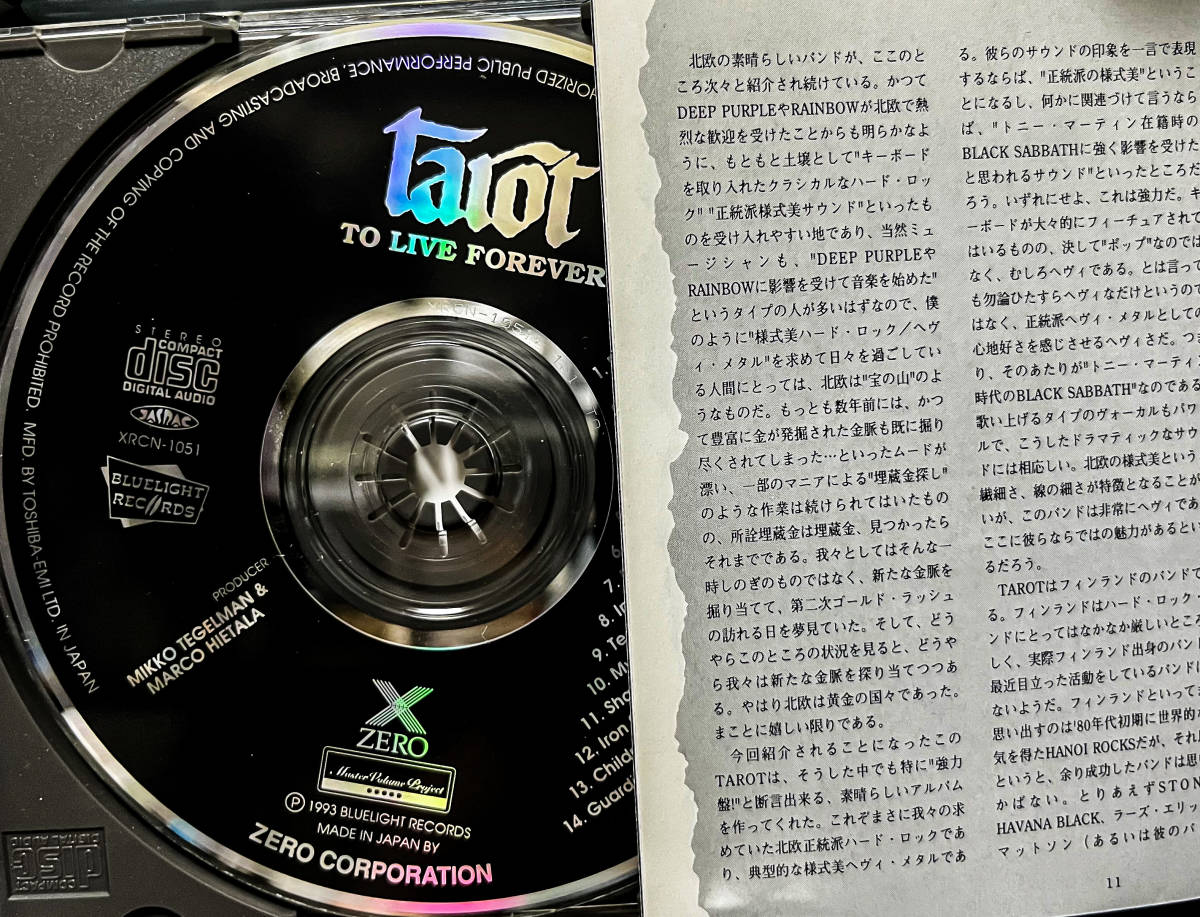 HORIZED PUBLIC PERFORMANCE, BROADCASTING AND COPYING OF THE RECORD PROHIBITED. MFD. BY TOSHIBA-EMI LTD. IN JAPAN
tarot
TO LIVE FOREVER
XRCN-1051
STEREO
COMPACT
disc
DIGITAL AUDIO
JASRAC
XRCN-1051
BLUELIGHT
RECORDS
PRODUCER
MIKKO TEGELMAN &
MARCO HIETALA
1.
6.
7.
8. I
9. Te
10. My
11. Sha
12. Iron
13. Child
14. Guardi
ZERO
Master Volume Project
Ⓟ 1993 BLUELIGHT RECORDS
MADE IN JAPAN BY
ZERO CORPORATION
COMPACT
disc
DIGITAL AUDIO
北欧の素晴らしいバンドが、ここのと
ころ次々と紹介され続けている。かつて
DEEP PURPLEやRAINBOWが北欧で熱
烈な歓迎を受けたことからも明らかなよ
うに、もともと土壌として"キーボード
を取り入れたクラシカルなハード・ロッ
ク" "正統派様式美サウンド"といったも
のを受け入れやすい地であり、当然ミュ
ージシャンも、"DEEP PURPLEや
RAINBOWに影響を受けて音楽を始めた"
というタイプの人が多いはずなので、僕
のように"様式美ハード・ロック／ヘヴ
ィ・メタル"を求めて日々を過ごしてい
る人間にとっては、北欧は"宝の山"のよ
うなものだ。もっとも数年前には、かつ
て豊富に金が発掘された金脈も既に掘り
尽くされてしまった…といったムードが
漂い、一部のマニアによる"埋蔵金探し"
のような作業は続けられてはいたもの
の、所詮埋蔵金は埋蔵金、見つかったら
それまでである。我々としてはそんな一
時しのぎのものではなく、新たな金脈を
掘り当てて、第二次ゴールド・ラッシュ
の訪れる日を夢見ていた。そして、どう
やらこのところの状況を見ると、どうや
ら我々は新たな金脈を探り当てつつあ
る。やはり北欧は黄金の国々であった。
まことに嬉しい限りである。
今回紹介されることになったこの
TAROTは、そうした中でも特に"強力
盤!"と断言出来る、素晴らしいアルバム
を作ってくれた。これぞまさに我々の求
めていた北欧正統派ハード・ロックであ
り、典型的な様式美ヘヴィ・メタルであ
る。彼らのサウンドの印象を一言で表現
するならば、"正統派の様式美"というこ
とになるし、何かに関連づけて言うなら
ば、"トニー・マーティン在籍時の
BLACK SABBATHに強く影響を受けた
と思われるサウンド"といったところだ
ろう。いずれにせよ、これは強力だ。キ
ーボードが大々的にフィーチュアされて
はいるものの、決して"ポップ"なのでは
なく、むしろヘヴィである。とは言って
も勿論ひたすらヘヴィなだけというので
はなく、正統派ヘヴィ・メタルとしての
心地好さを感じさせるヘヴィさだ。つま
り、そのあたりが"トニー・マーティ
時代のBLACK SABBATH"なのである
歌い上げるタイプのヴォーカルもパワ
ルで、こうしたドラマティックなサウ
ドには相応しい。北欧の様式美という
繊細さ、線の細さが特徴となることが
いが、このバンドは非常にヘヴィであ
ここに彼らならではの魅力があるとい
るだろう。
TAROTはフィンランドのバンドで
る。フィンランドはハード・ロック・
ンドにとってはなかなか厳しいところ
しく、実際フィンランド出身のバンド
最近目立った活動をしているバンドは
ないようだ。フィンランドといって
思い出すのは'80年代初期に世界的な
気を得たHANOI ROCKSだが、それ以
というと、余り成功したバンドは思い
かばない。とりあえずSTON
HAVANA BLACK、ラーズ・エリッ
マットソン（あるいは彼のバ
11